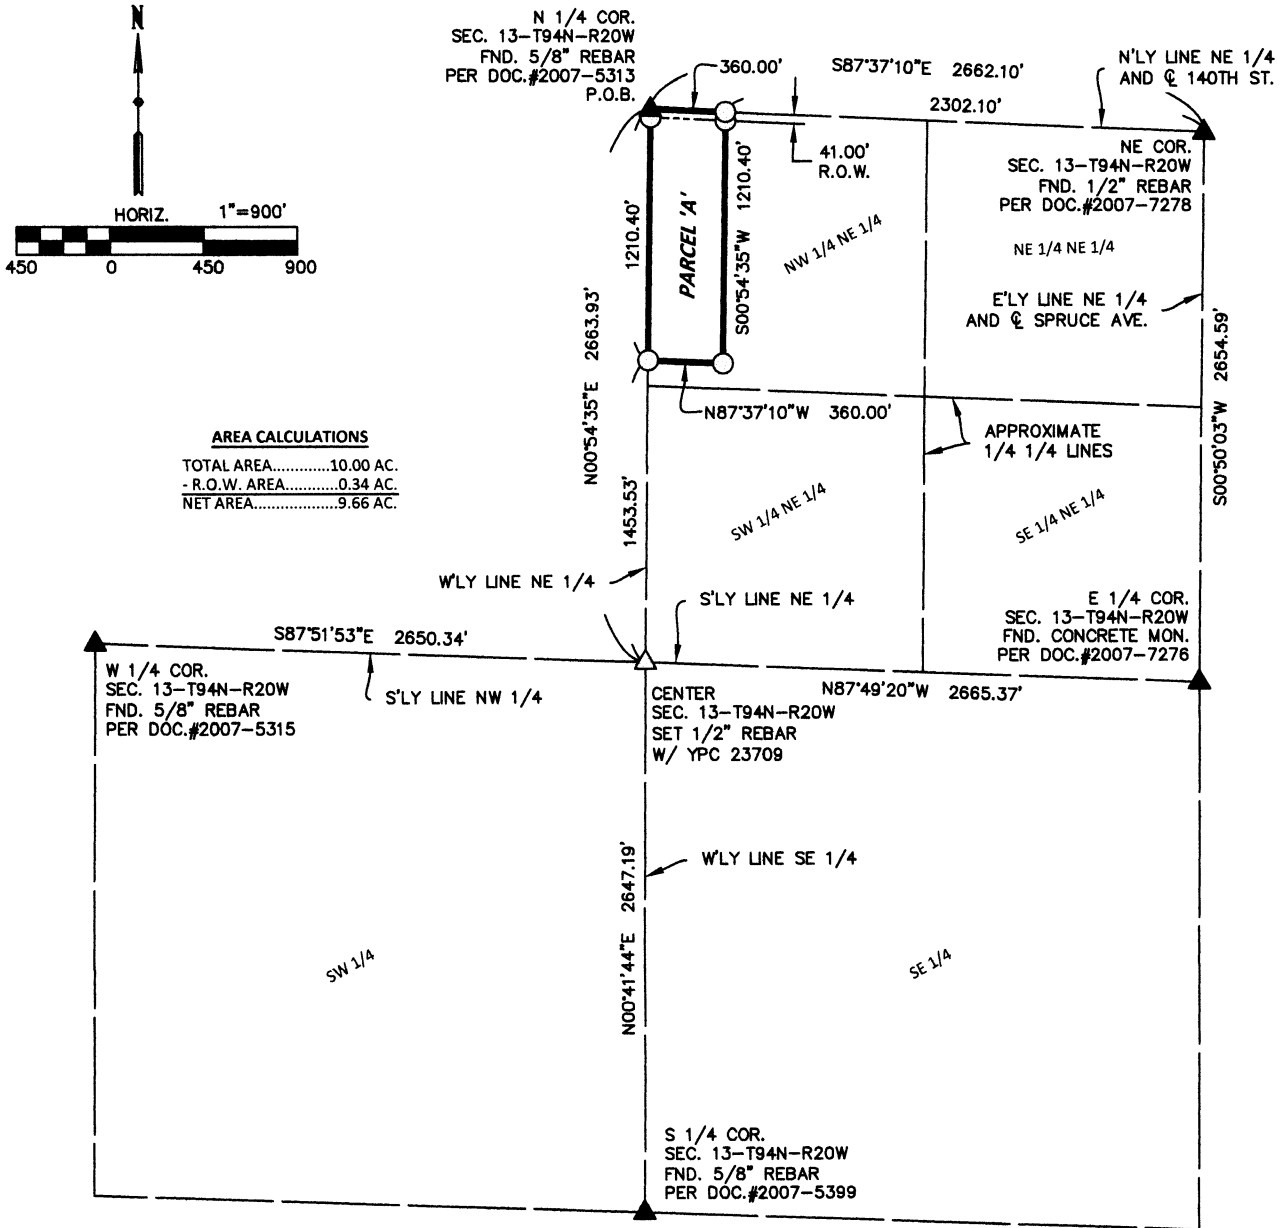 N
HORIZ. 1"=900'
450 0 450 900
N 1/4 COR.
SEC. 13-T94N-R20W
FND. 5/8" REBAR
PER DOC.#2007-5313
P.O.B.
360.00'
S87°37'10"E 2662.10'
2302.10'
N'LY LINE NE 1/4
AND ℄ 140TH ST.
41.00'
R.O.W.
NE COR.
SEC. 13-T94N-R20W
FND. 1/2" REBAR
PER DOC.#2007-7278
1210.40'
PARCEL 'A'
S00°54'35"W 1210.40'
NW 1/4 NE 1/4
NE 1/4 NE 1/4
E'LY LINE NE 1/4
AND ℄ SPRUCE AVE.
N00°54'35"E 2663.93'
S00°50'03"W 2654.59'
N87°37'10"W 360.00'
APPROXIMATE
1/4 1/4 LINES
AREA CALCULATIONS
TOTAL AREA............10.00 AC.
- R.O.W. AREA............0.34 AC.
NET AREA...................9.66 AC.
1453.53'
SW 1/4 NE 1/4
SE 1/4 NE 1/4
W'LY LINE NE 1/4
S'LY LINE NE 1/4
E 1/4 COR.
SEC. 13-T94N-R20W
FND. CONCRETE MON.
PER DOC.#2007-7276
S87°51'53"E 2650.34'
W 1/4 COR.
SEC. 13-T94N-R20W
FND. 5/8" REBAR
PER DOC.#2007-5315
S'LY LINE NW 1/4
N87°49'20"W 2665.37'
CENTER
SEC. 13-T94N-R20W
SET 1/2" REBAR
W/ YPC 23709
W'LY LINE SE 1/4
N00°41'44"E 2647.19'
SW 1/4
SE 1/4
S 1/4 COR.
SEC. 13-T94N-R20W
FND. 5/8" REBAR
PER DOC.#2007-5399